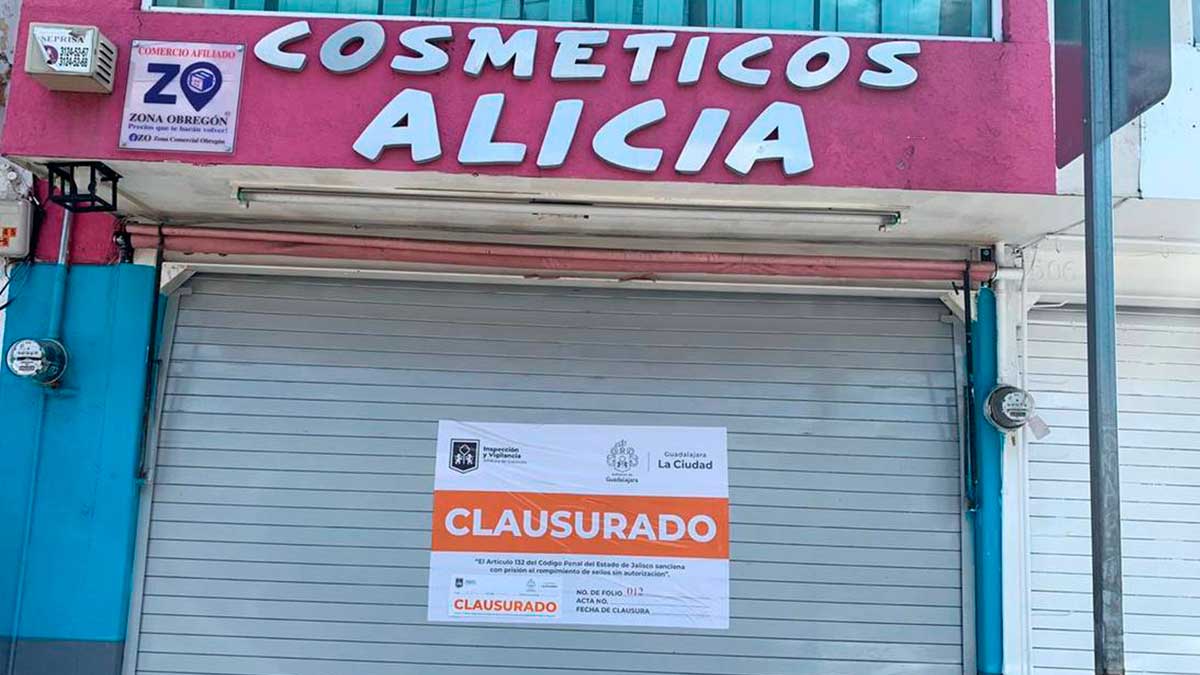 COSMETICOS
ALICIA
SEPRISA
3124-52-67
3124-52-68
COMERCIO AFILIADO
ZO
ZONA OBREGÓN
Precios que te harán volver!
ZO Zona Comercial Obregón
606
Inspección
y Vigilancia
Gobierno de
Guadalajara
Guadalajara
La Ciudad
CLAUSURADO
"El Artículo 132 del Código Penal del Estado de Jalisco sanciona
con prisión el rompimiento de sellos sin autorización".
CLAUSURADO
NO. DE FOLIO 012
ACTA NO.
FECHA DE CLAUSURA